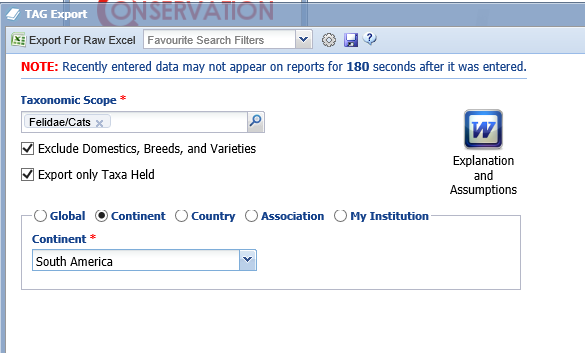 CONSERVATION
TAG Export
Export For Raw Excel Favourite Search Filters
NOTE: Recently entered data may not appear on reports for 180 seconds after it was entered.
Taxonomic Scope *
Felidae/Cats x
Exclude Domestics, Breeds, and Varieties
Export only Taxa Held
W
Explanation
and
Assumptions
Global Continent Country Association My Institution
Continent *
South America